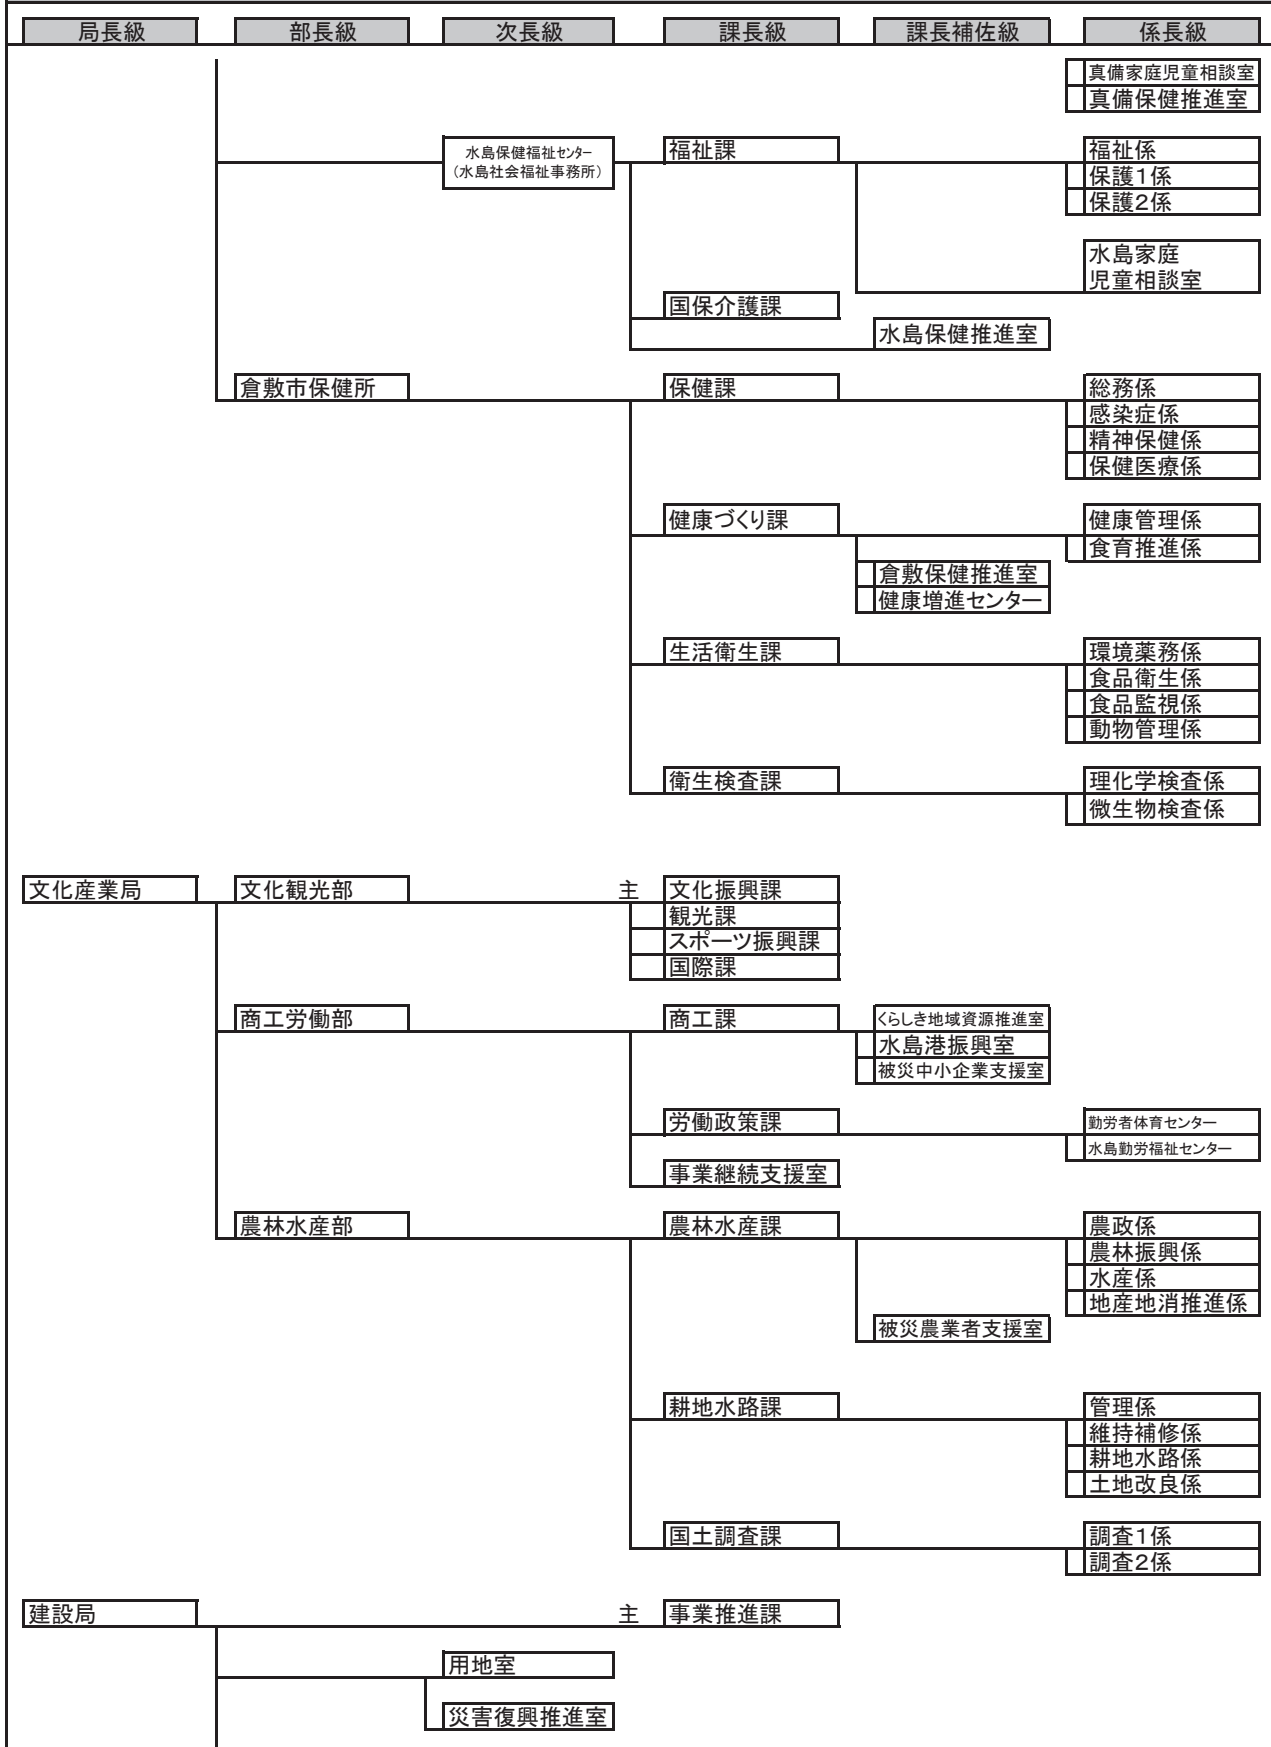 局長級 部長級 次長級 課長級 課長補佐級 係長級
真備家庭児童相談室
真備保健推進室
水島保健福祉センター 福祉課 福祉係
(水島社会福祉事務所) 保護1係
保護2係
水島家庭
児童相談室
国保介護課
水島保健推進室
倉敷市保健所 保健課 総務係
感染症係
精神保健係
保健医療係
健康づくり課 健康管理係
食育推進係
倉敷保健推進室
健康増進センター
生活衛生課 環境薬務係
食品衛生係
食品監視係
動物管理係
衛生検査課 理化学検査係
微生物検査係
文化産業局 文化観光部 主 文化振興課
観光課
スポーツ振興課
国際課
商工労働部 商工課 くらしき地域資源推進室
水島港振興室
被災中小企業支援室
労働政策課 勤労者体育センター
水島勤労福祉センター
事業継続支援室
農林水産部 農林水産課 農政係
農林振興係
水産係
地産地消推進係
被災農業者支援室
耕地水路課 管理係
維持補修係
耕地水路係
土地改良係
国土調査課 調査1係
調査2係
建設局 主 事業推進課
用地室
災害復興推進室